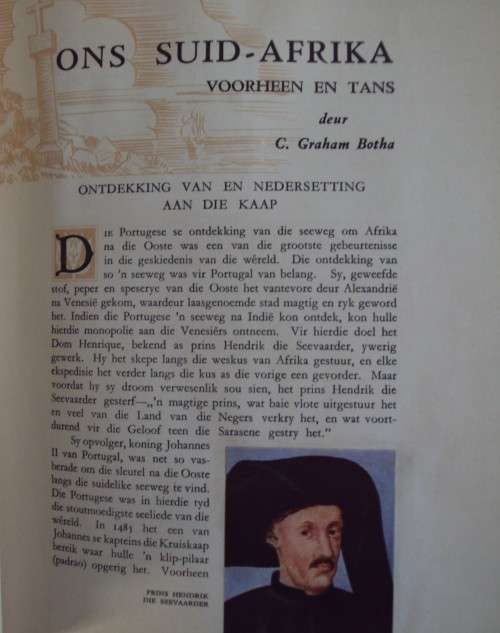 ONS SUID-AFRIKA
VOORHEEN EN TANS
deur
C. Graham Botha
ONTDEKKING VAN EN NEDERSETTING
AAN DIE KAAP
DIE Portugese se ontdekking van die seeweg om Afrika
na die Ooste was een van die grootste gebeurtenisse
in die geskiedenis van die wêreld. Die ontdekking van
so 'n seeweg was vir Portugal van belang. Sy, geweefde
stof, peper en speserye van die Ooste het vantevore deur Alexandrië
na Venesië gekom, waardeur laasgenoemde stad magtig en ryk geword
het. Indien die Portugese 'n seeweg na Indië kon ontdek, kon hulle
hierdie monopolie aan die Venesiërs ontneem. Vir hierdie doel het
Dom Henrique, bekend as prins Hendrik die Seevaarder, ywerig
gewerk. Hy het skepe langs die weskus van Afrika gestuur, en elke
ekspedisie het verder langs die kus as die vorige een gevorder. Maar
voordat hy sy droom verwesenlik sou sien, het prins Hendrik die
Seevaarder gesterf—„'n magtige prins, wat baie vlote uitgestuur het
en veel van die Land van die Negers verkry het, en wat voort-
durend vir die Geloof teen die Sarasene gestry het."
Sy opvolger, koning Johannes
II van Portugal, was net so vas-
berade om die sleutel na die Ooste
langs die suidelike seeweg te vind.
Die Portugese was in hierdie tyd
die stoutmoedigste seeliede van die
wêreld. In 1485 het een van
Johannes se kapteins die Kruiskaap
bereik waar hulle 'n klip-pilaar
(padrao) opgerig het. Voorheen
PRINS HENDRIK
DIE SEEVAARDER